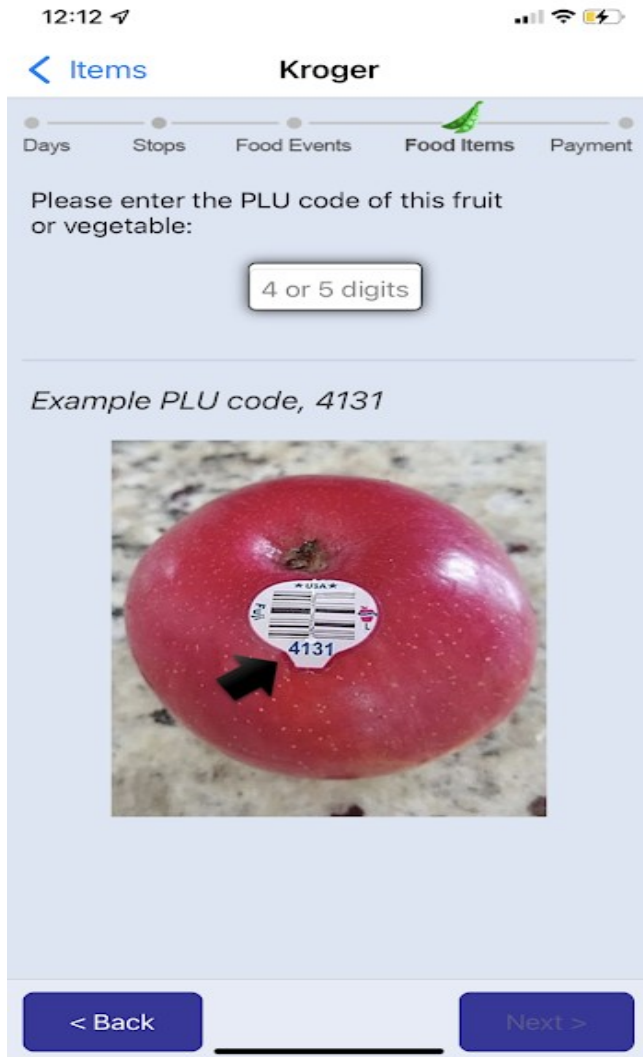 12:12
< Items
Kroger
Days Stops Food Events Food Items Payment
Please enter the PLU code of this fruit
or vegetable:
4 or 5 digits
Example PLU code, 4131
★ USA ★
Fuji
L
4131
< Back
Next >